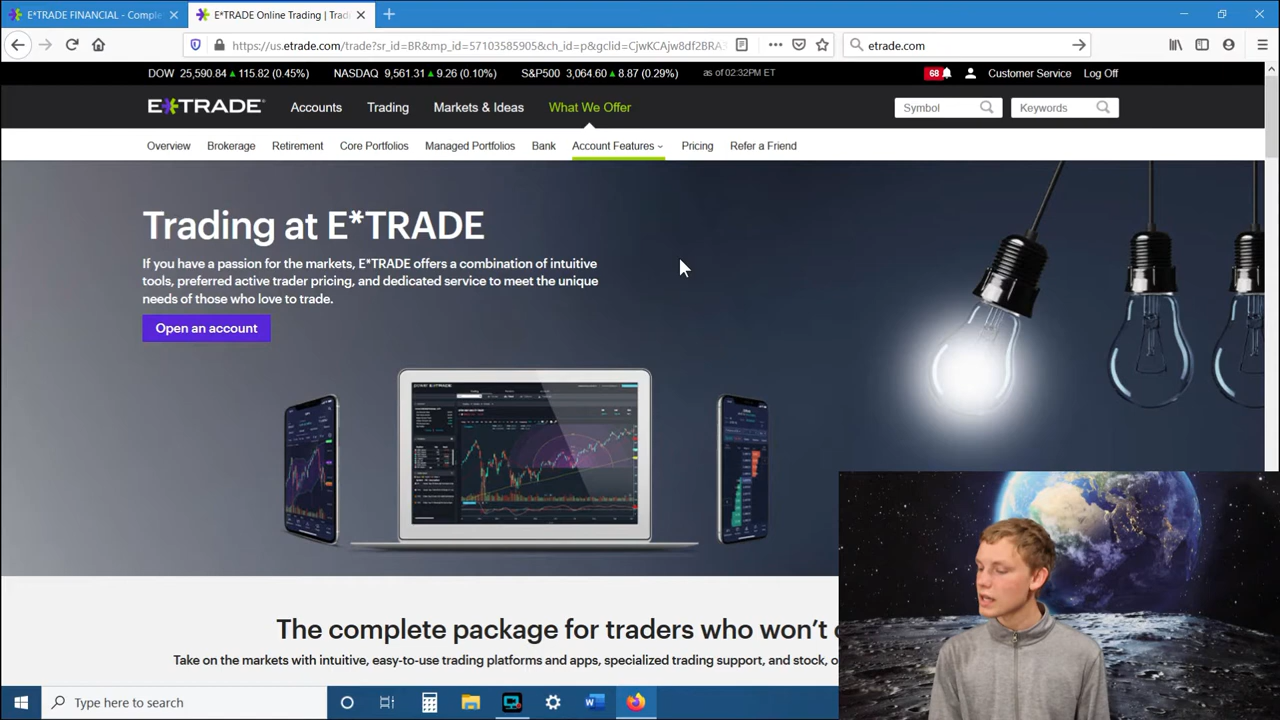 E*TRADE FINANCIAL - Comple
E*TRADE Online Trading | Tradi
https://us.etrade.com/trade?sr_id=BR&mp_id=57103585905&ch_id=p&gclid=CjwKCAjw8df2BRA3
etrade.com
DOW 25,590.84 115.82 (0.45%) NASDAQ 9,561.31 9.26 (0.10%) S&P500 3,064.60 8.87 (0.29%) as of 02:32PM ET
68 Customer Service Log Off
E*TRADE Accounts Trading Markets & Ideas What We Offer Symbol Keywords
Overview Brokerage Retirement Core Portfolios Managed Portfolios Bank Account Features Pricing Refer a Friend
Trading at E*TRADE
If you have a passion for the markets, E*TRADE offers a combination of intuitive
tools, preferred active trader pricing, and dedicated service to meet the unique
needs of those who love to trade.
Open an account
The complete package for traders who won't
Take on the markets with intuitive, easy-to-use trading platforms and apps, specialized trading support, and stock, o
Type here to search